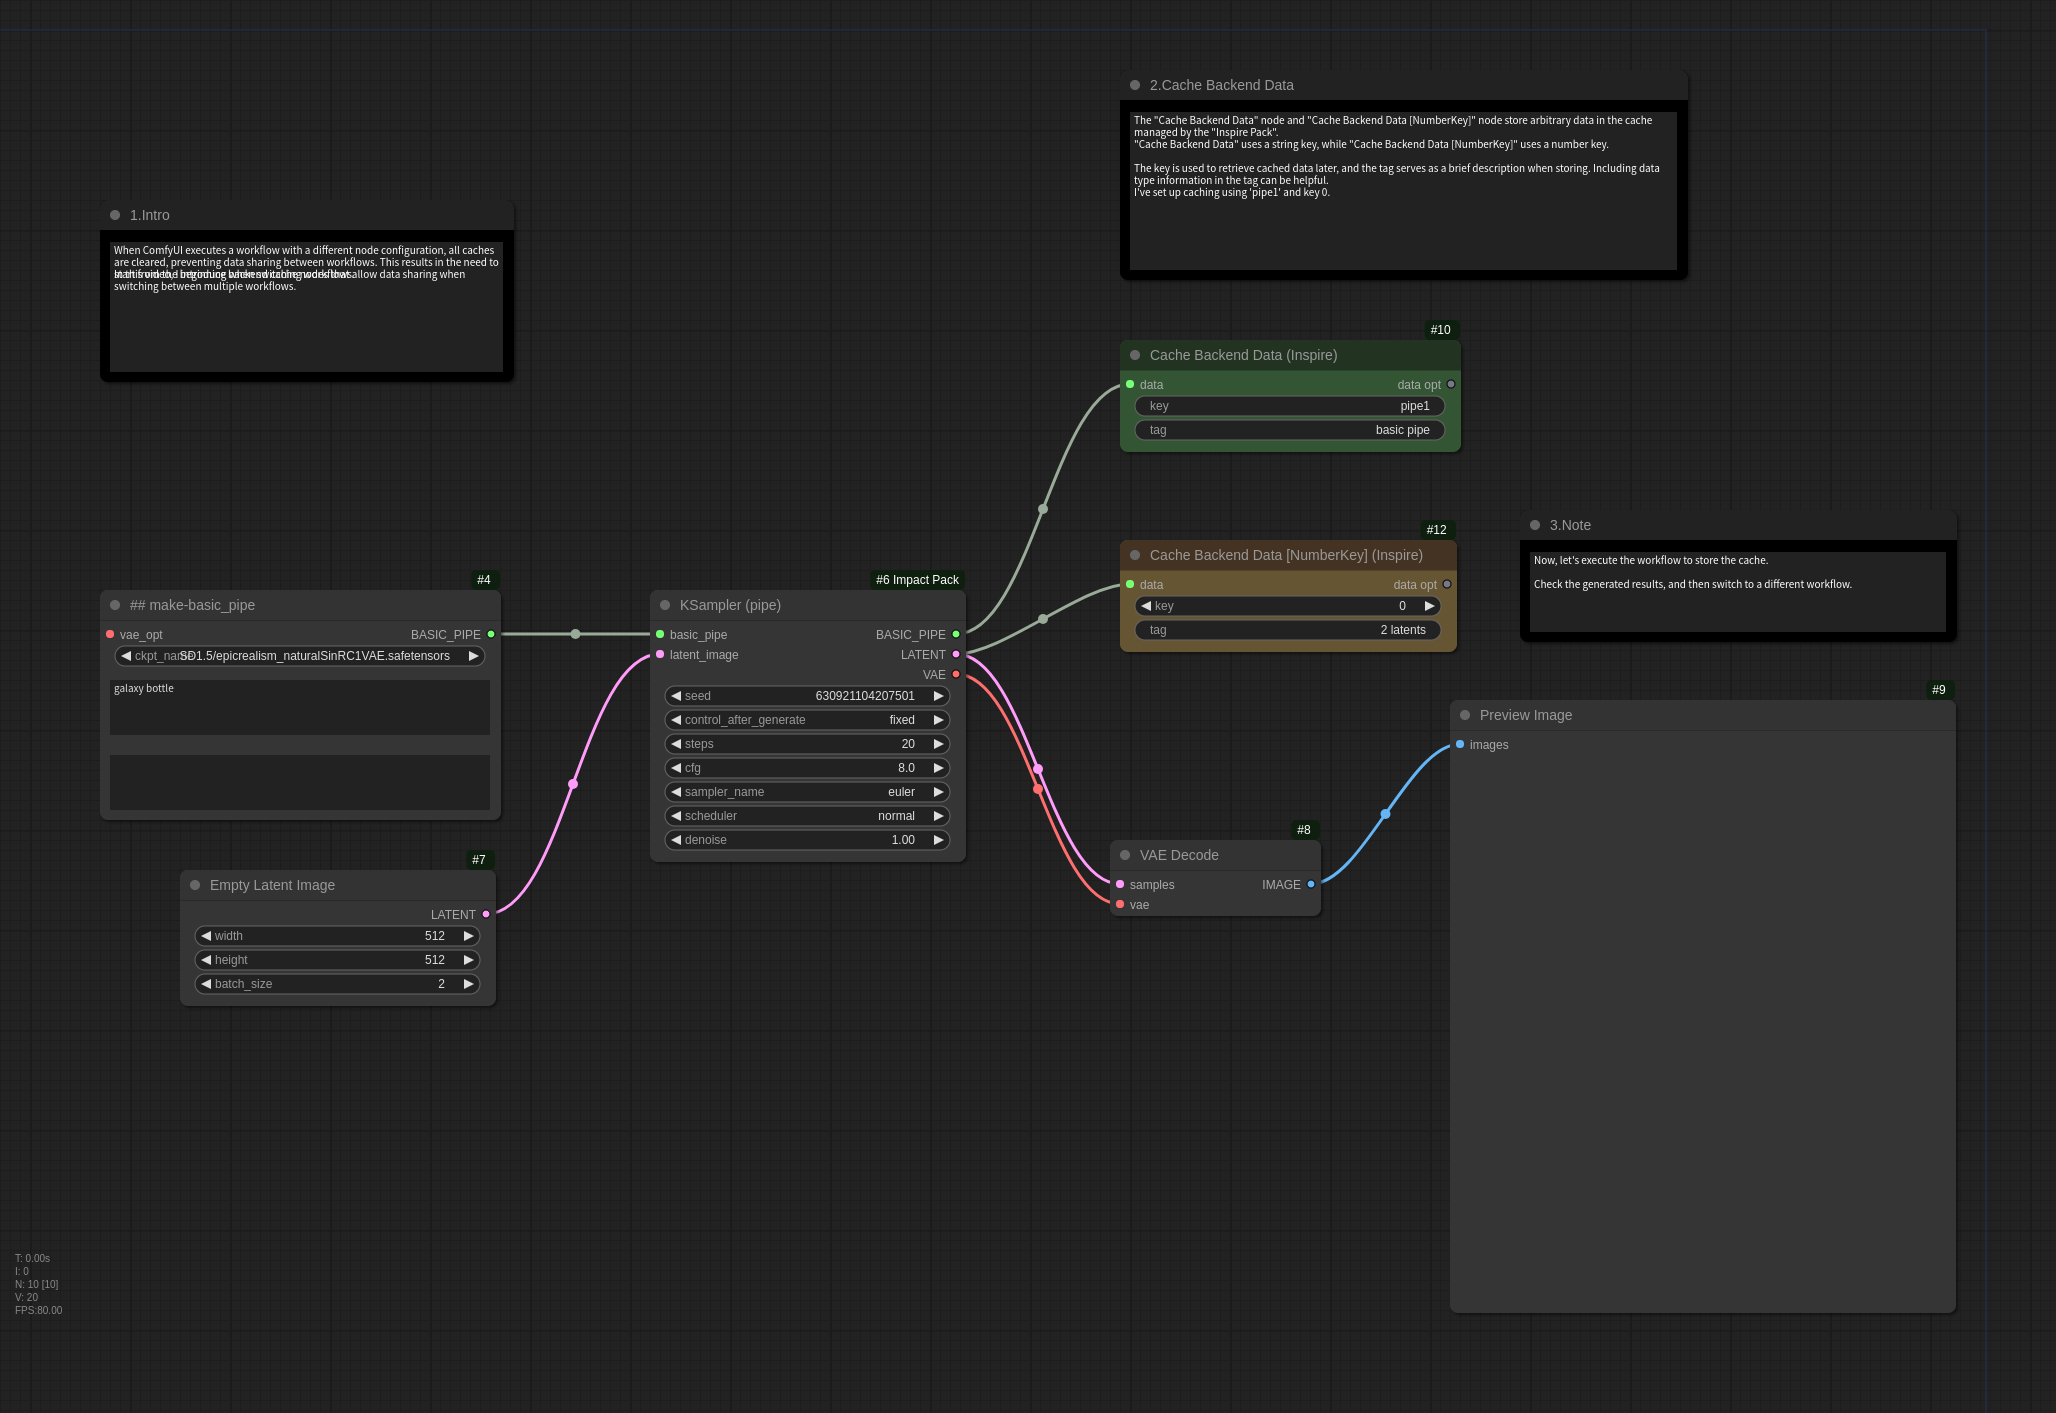 2.Cache Backend Data
The "Cache Backend Data" node and "Cache Backend Data [NumberKey]" node store arbitrary data in the cache
managed by the "Inspire Pack".
"Cache Backend Data" uses a string key, while "Cache Backend Data [NumberKey]" uses a number key.
The key is used to retrieve cached data later, and the tag serves as a brief description when storing. Including data
type information in the tag can be helpful.
I've set up caching using 'pipe1' and key 0.
1.Intro
When ComfyUI executes a workflow with a different node configuration, all caches
are cleared, preventing data sharing between workflows. This results in the need to
allow data sharing when
switching between multiple workflows.
#10
Cache Backend Data (Inspire)
data
data opt
key
pipe1
tag
basic pipe
#12
Cache Backend Data [NumberKey] (Inspire)
data
data opt
key
0
tag
2 latents
3.Note
Now, let's execute the workflow to store the cache.
Check the generated results, and then switch to a different workflow.
#4
## make-basic_pipe
vae_opt
BASIC_PIPE
SD1.5/epicrealism_naturalSinRC1VAE.safetensors
galaxy bottle
#6 Impact Pack
KSampler (pipe)
basic_pipe
BASIC_PIPE
latent_image
LATENT
VAE
seed
630921104207501
control_after_generate
fixed
steps
20
cfg
8.0
sampler_name
euler
scheduler
normal
denoise
1.00
#7
Empty Latent Image
LATENT
width
512
height
512
batch_size
2
#8
VAE Decode
samples
IMAGE
vae
#9
Preview Image
images
T: 0.00s
I: 0
N: 10 [10]
V: 20
FPS:80.00